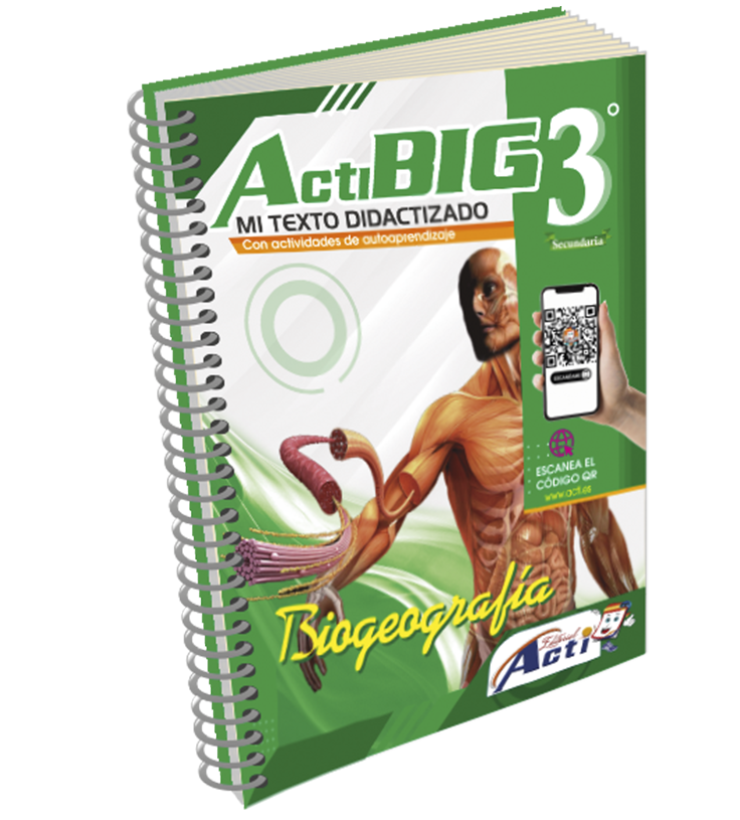 ActiBIG 3°
MI TEXTO DIDACTIZADO
Con actividades de autoaprendizaje
Secundaria
ESCANEA EL
CÓDIGO QR
www.acti.es
Biogeografía
Editorial
Acti